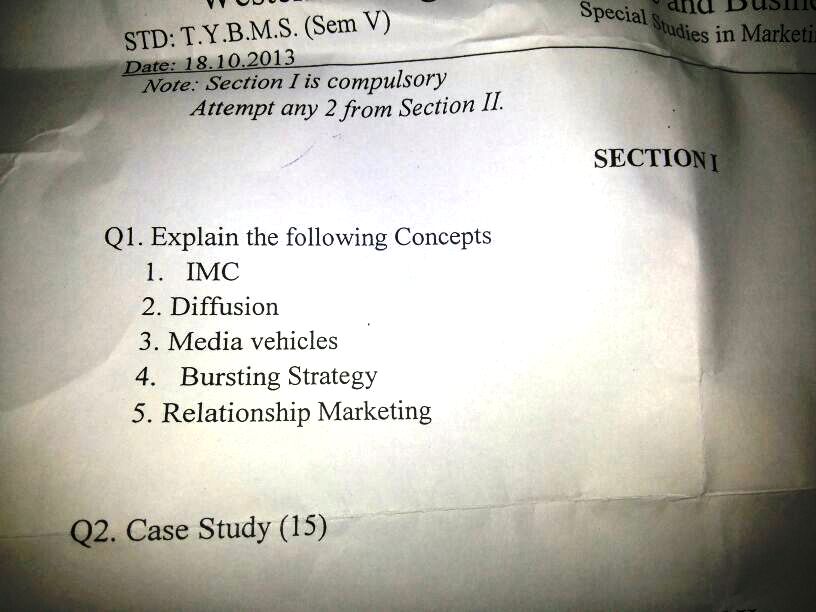 and
STD: T.Y.B.M.S. (Sem V)
Special Studies in
Date: 18.10.2013
Note: Section I is compulsory
Attempt any 2 from Section II.
SECTION I
Q1. Explain the following Concepts
1. IMC
2. Diffusion
3. Media vehicles
4. Bursting Strategy
5. Relationship Marketing
Q2. Case Study (15)